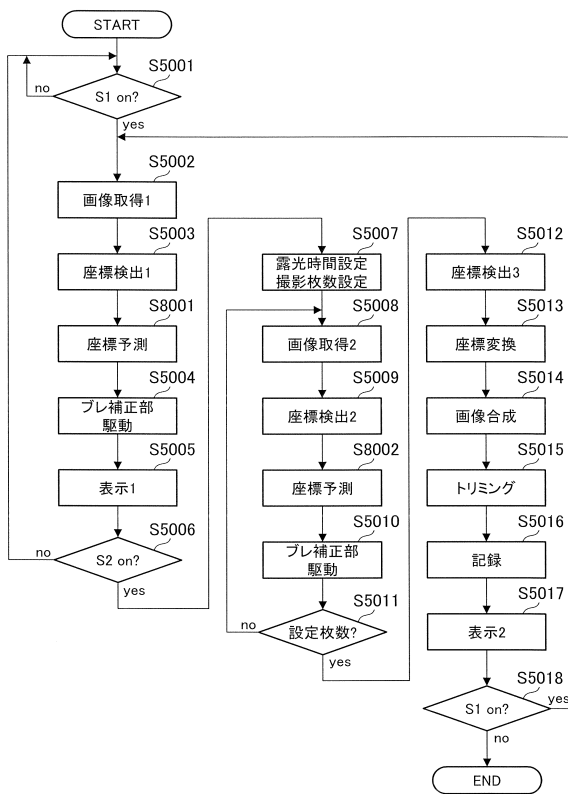 START
S5001
S1 on?
no
yes
S5002
画像取得1
S5003
座標検出1
S8001
座標予測
S5004
ブレ補正部
駆動
S5005
表示1
S5006
S2 on?
no
yes
S5007
露光時間設定
撮影枚数設定
S5008
画像取得2
S5009
座標検出2
S8002
座標予測
S5010
ブレ補正部
駆動
S5011
設定枚数?
no
yes
S5012
座標検出3
S5013
座標変換
S5014
画像合成
S5015
トリミング
S5016
記録
S5017
表示2
S5018
S1 on?
yes
no
END